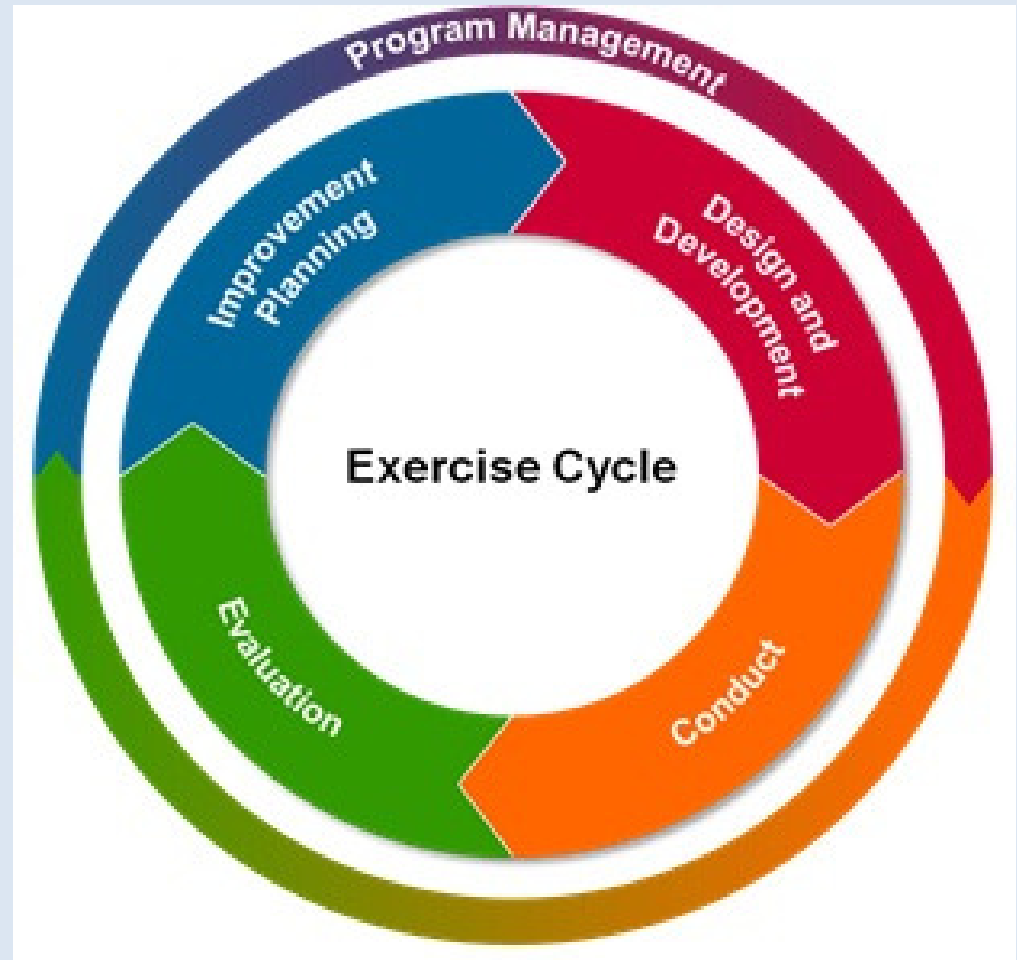 Program Management
Improvement
Planning
Design and
Development
Exercise Cycle
Evaluation
Conduct